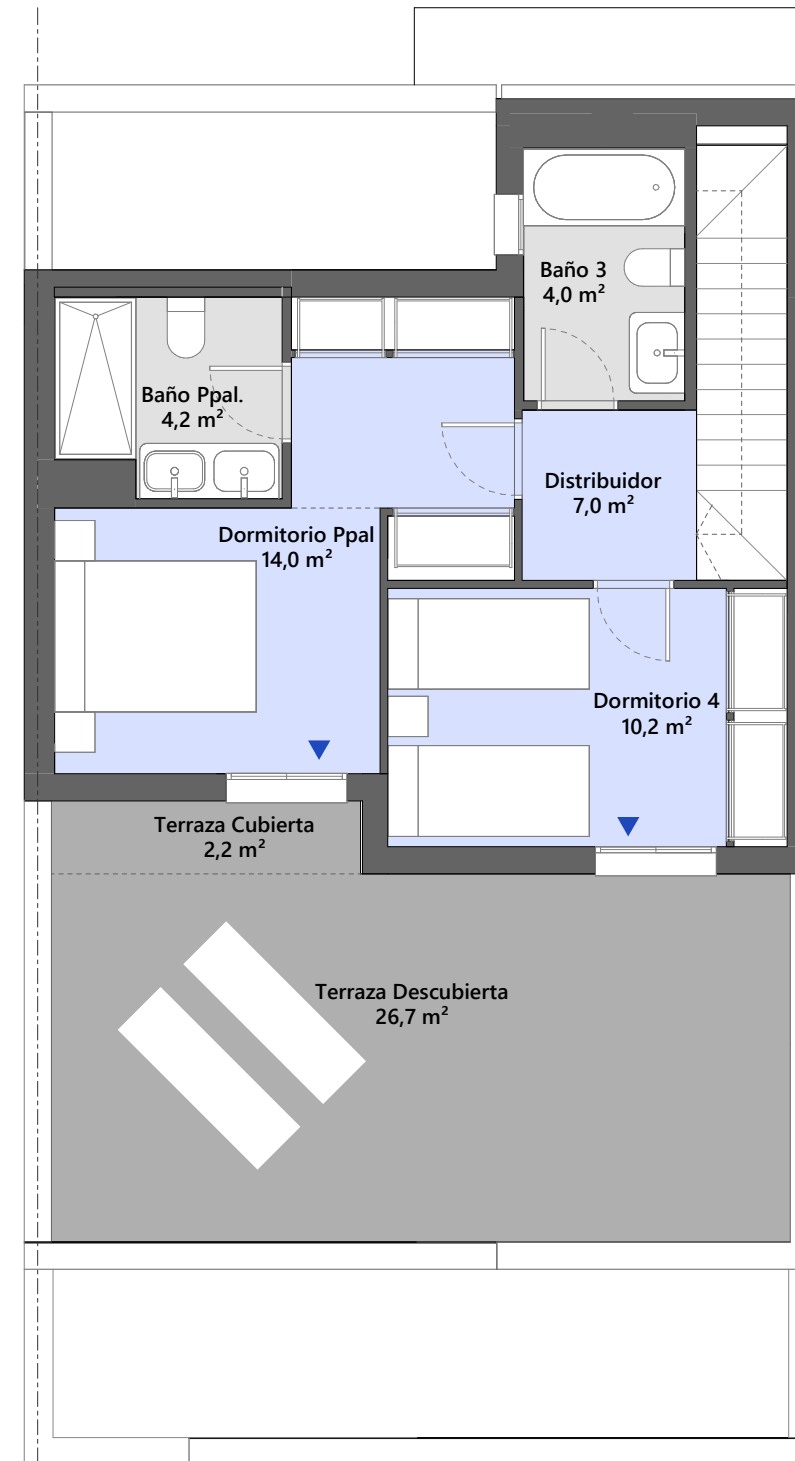 Baño 3
4,0 m²
Baño Ppal.
4,2 m²
Distribuidor
7,0 m²
Dormitorio Ppal
14,0 m²
Dormitorio 4
10,2 m²
Terraza Cubierta
2,2 m²
Terraza Descubierta
26,7 m²